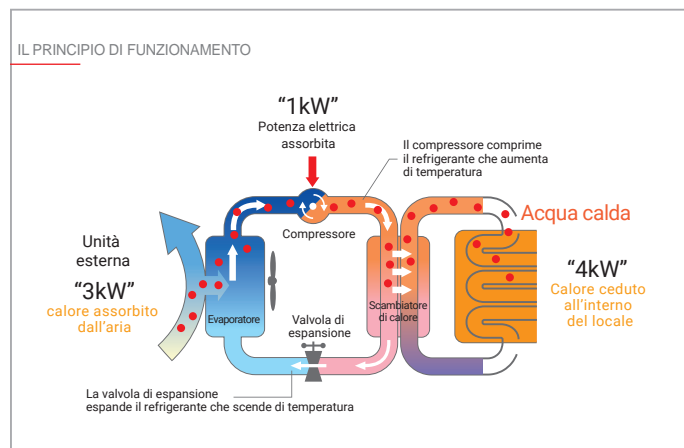 IL PRINCIPIO DI FUNZIONAMENTO
“1kW”
Potenza elettrica
assorbita
Il compressore comprime
il refrigerante che aumenta
di temperatura
Compressore
Acqua calda
Unità
esterna
“3kW”
calore assorbito
dall’aria
“4kW”
Calore ceduto
all’interno
del locale
Evaporatore
Valvola di
espansione
Scambiatore
di calore
La valvola di espansione
espande il refrigerante che scende di temperatura